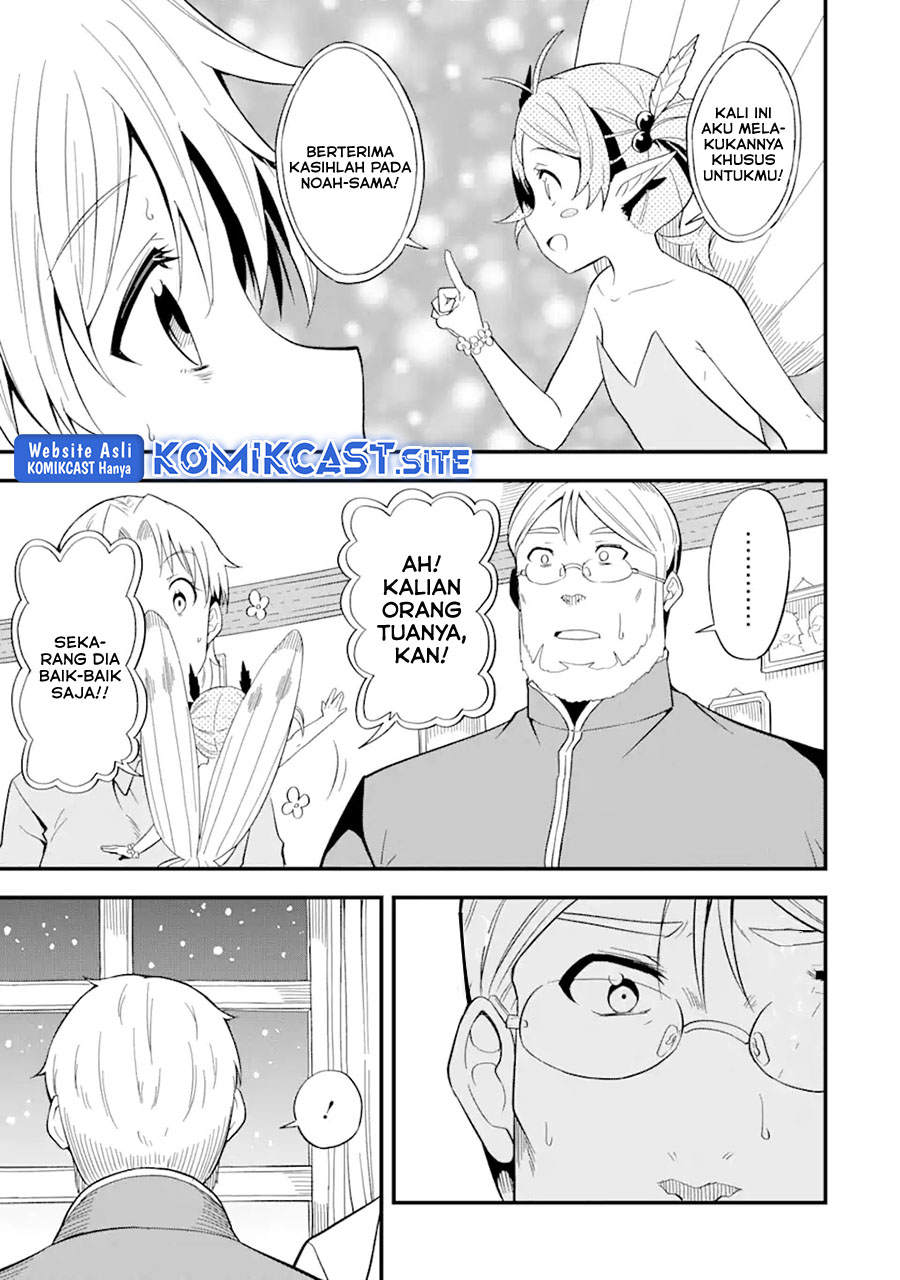 KALI INI
AKU MELA-
KUKANNYA
KHUSUS
UNTUKMU!
BERTERIMA
KASIHLAH PADA
NOAH-SAMA!
Website Asli
KOMIKCAST Hanya
KOMIKCAST.SITE
.........
AH!
KALIAN
ORANG
TUANYA,
KAN!
SEKA-
RANG DIA
BAIK-BAIK
SAJA!!
!